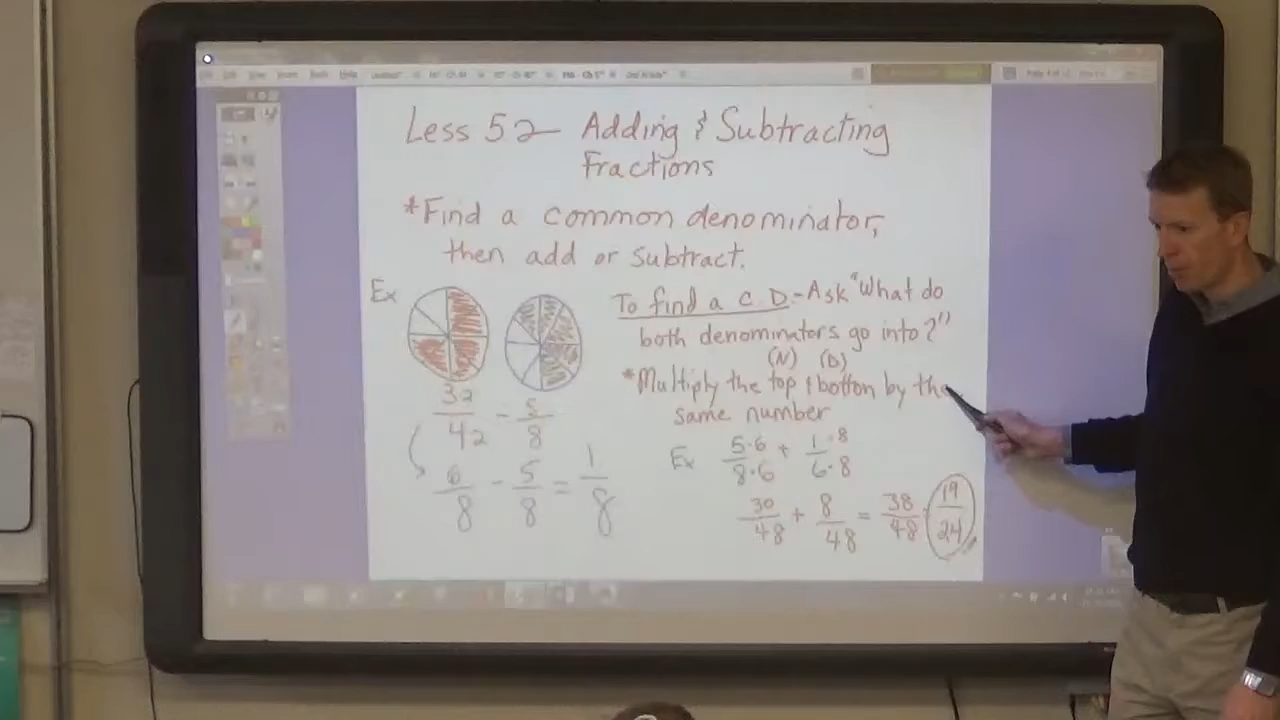 Less 5 2 Adding & Subtracting
Fractions
*Find a common denominator,
then add or subtract.
Ex
To find a C.D. - Ask "What do
both denominators go into?"
(N) (D)
*Multiply the top & bottom by the
same number
32/42 - 5/8
6/8 - 5/8 = 1/8
Ex 5·6/8·6 + 1·8/6·8
30/48 + 8/48 = 38/48 = 19/24